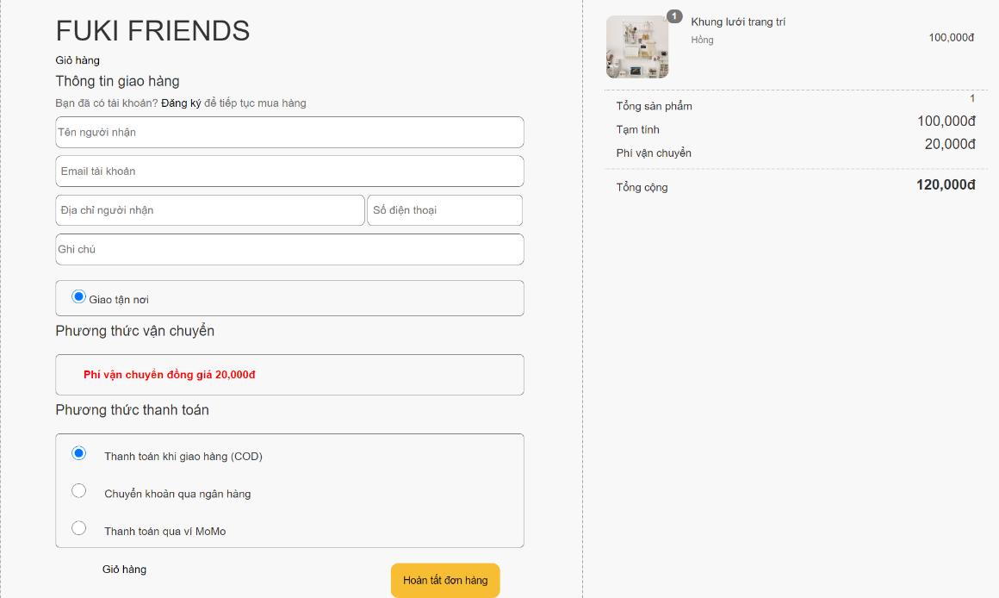 FUKI FRIENDS
Giỏ hàng
Thông tin giao hàng
Bạn đã có tài khoản? Đăng ký để tiếp tục mua hàng
Tên người nhận
Email tài khoản
Địa chỉ người nhận
Số điện thoại
Ghi chú
Giao tận nơi
Phương thức vận chuyển
Phí vận chuyển đồng giá 20,000đ
Phương thức thanh toán
Thanh toán khi giao hàng (COD)
Chuyển khoản qua ngân hàng
Thanh toán qua ví MoMo
Giỏ hàng
Hoàn tất đơn hàng
1
Khung lưới trang trí
Hồng
100,000đ
Tổng sản phẩm 1
Tạm tính 100,000đ
Phí vận chuyển 20,000đ
Tổng cộng 120,000đ